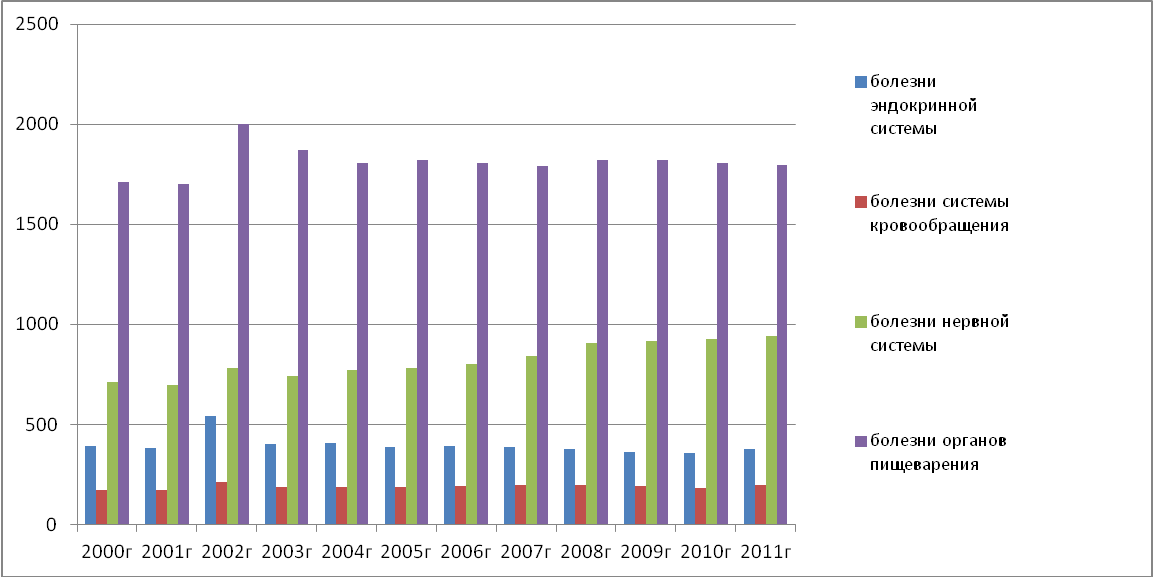 2500
2000
1500
1000
500
0
2000г 2001г 2002г 2003г 2004г 2005г 2006г 2007г 2008г 2009г 2010г 2011г
болезни
эндокринной
системы
болезни системы
кровообращения
болезни нервной
системы
болезни органов
пищеварения